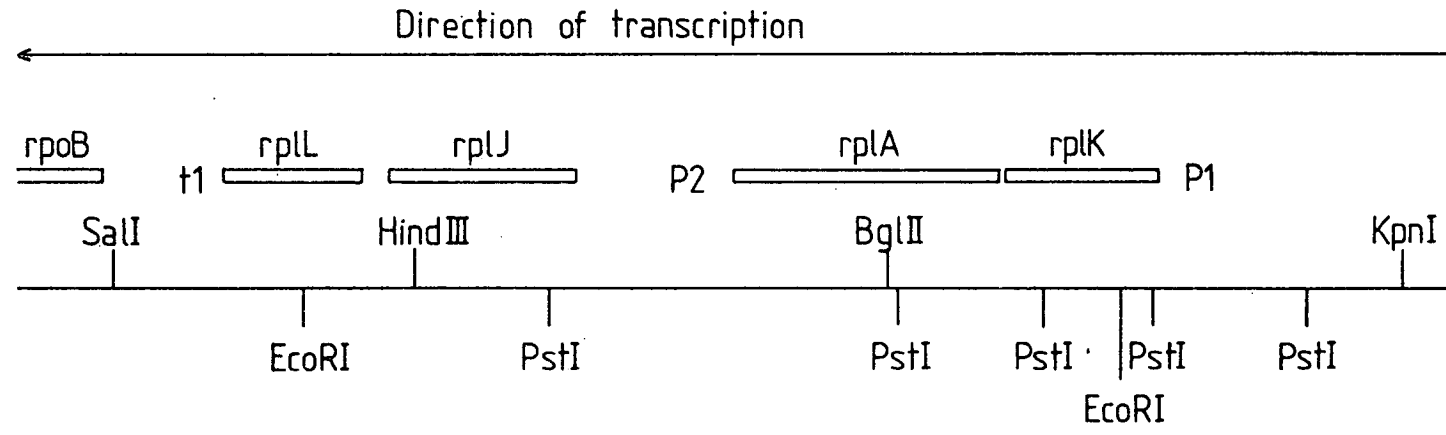 Direction of transcription
rpoB t1 rplL rplJ P2 rplA rplK P1
SalI HindIII BglII KpnI
EcoRI PstI PstI PstI PstI PstI
EcoRI